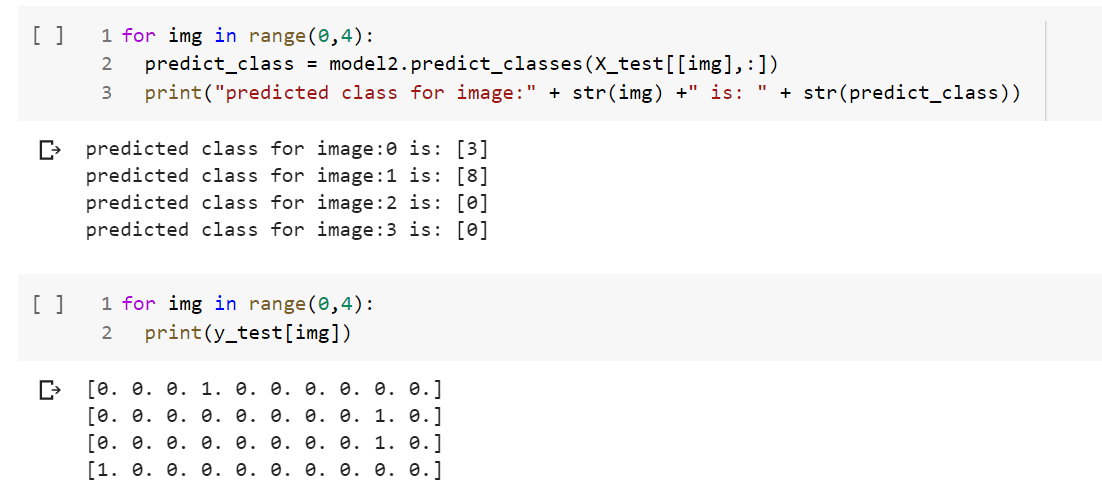 [ ] 1 for img in range(0,4):
2 predict_class = model2.predict_classes(X_test[[img],:])
3 print("predicted class for image:" + str(img) +" is: " + str(predict_class))
predicted class for image:0 is: [3]
predicted class for image:1 is: [8]
predicted class for image:2 is: [0]
predicted class for image:3 is: [0]
[ ] 1 for img in range(0,4):
2 print(y_test[img])
[0. 0. 0. 1. 0. 0. 0. 0. 0. 0.]
[0. 0. 0. 0. 0. 0. 0. 0. 1. 0.]
[0. 0. 0. 0. 0. 0. 0. 0. 1. 0.]
[1. 0. 0. 0. 0. 0. 0. 0. 0. 0.]